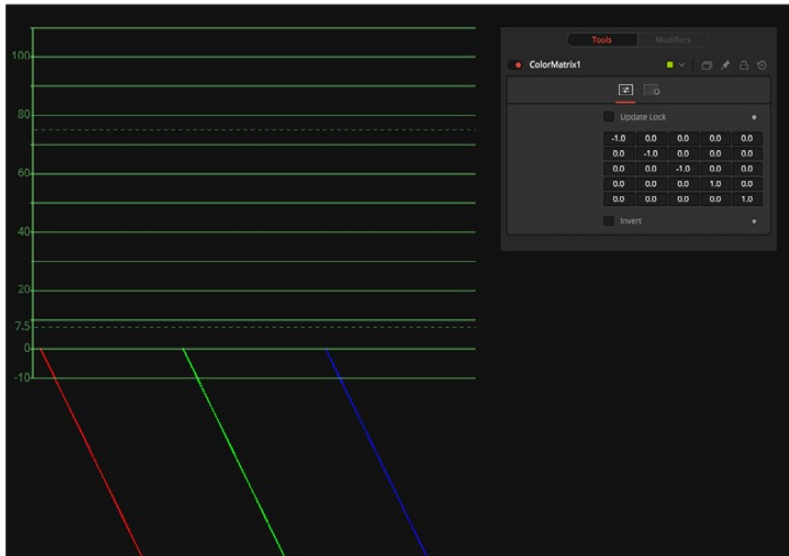 100
80
60
40
20
7.5
0
-10
Tools Modifiers
ColorMatrix1
Update Lock
-1.0 0.0 0.0 0.0 0.0
0.0 -1.0 0.0 0.0 0.0
0.0 0.0 -1.0 0.0 0.0
0.0 0.0 0.0 1.0 0.0
0.0 0.0 0.0 0.0 1.0
Invert